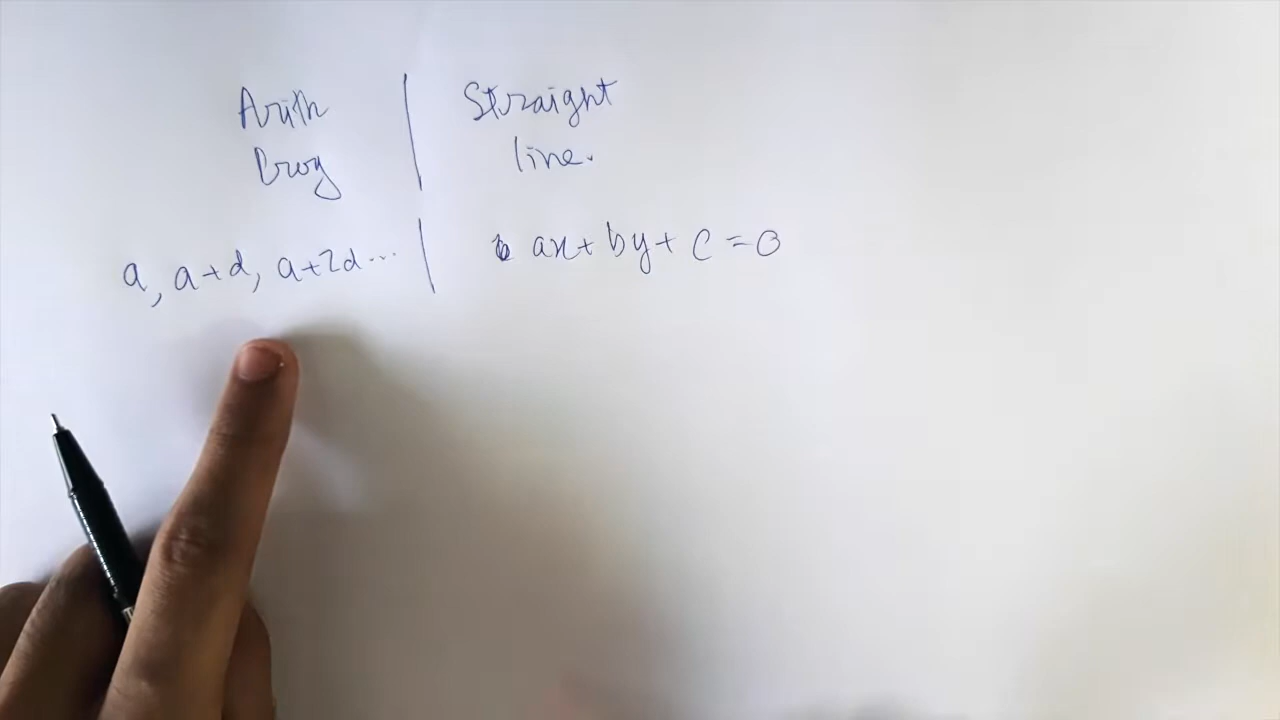 Arith | Straight
Prog | line.
a, a+d, a+2d... | ax+by+c=0